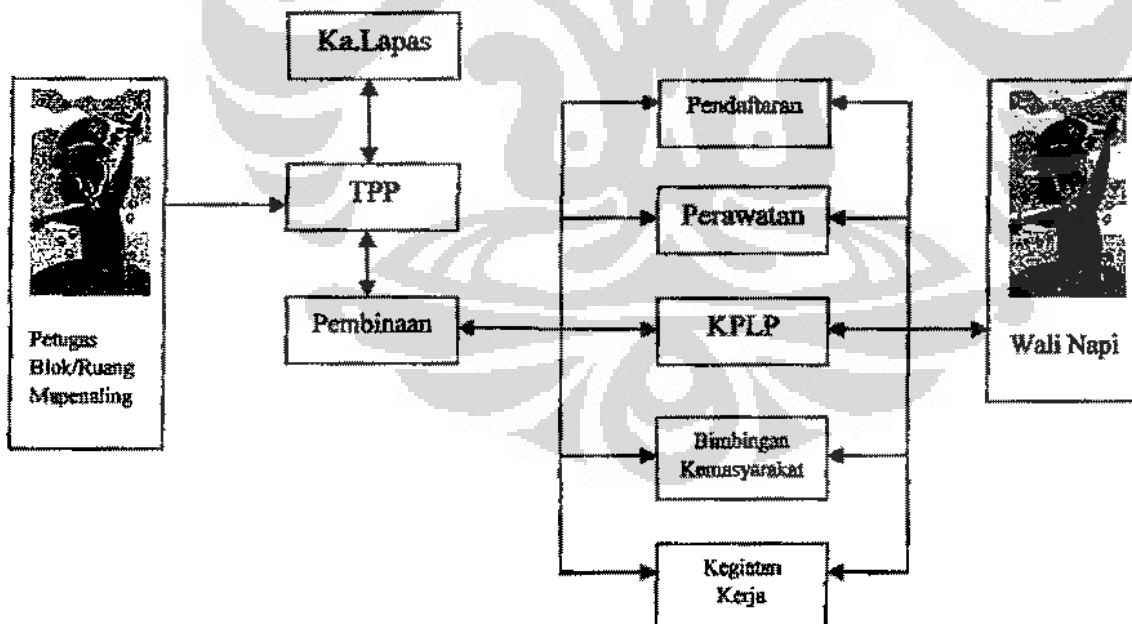 Ka.Lapas
TPP
Pembinaan
Petugas
Blok/Ruang
Mapenaling
Pendaftaran
Perawatan
KPLP
Bimbingan
Kemasyarakat
Kegiatan
Kerja
Wali Napi